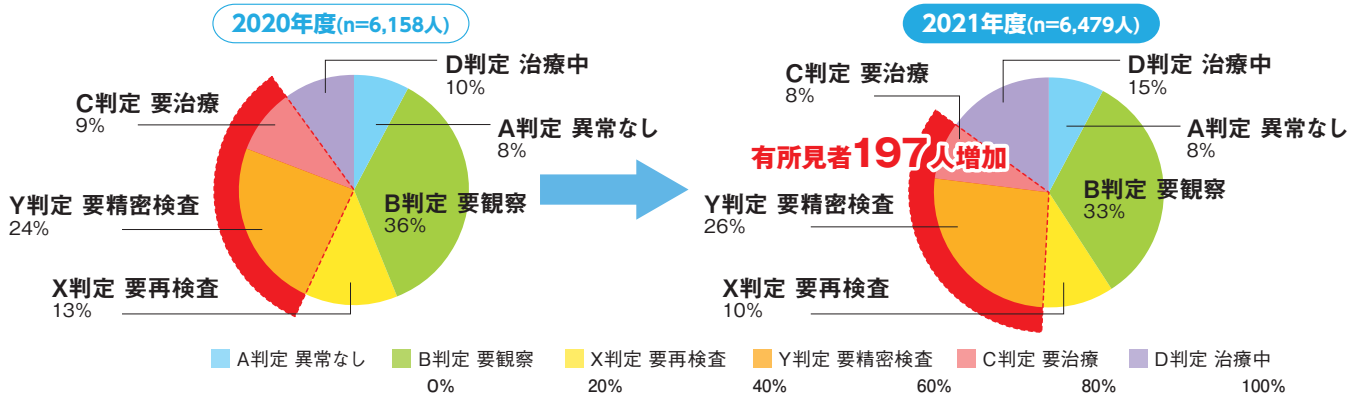 2020年度(n=6,158人)
D判定 治療中
10%
C判定 要治療
9%
A判定 異常なし
8%
Y判定 要精密検査
24%
B判定 要観察
36%
X判定 要再検査
13%
2021年度(n=6,479人)
D判定 治療中
15%
C判定 要治療
8%
A判定 異常なし
8%
有所見者197人増加
Y判定 要精密検査
26%
B判定 要観察
33%
X判定 要再検査
10%
A判定 異常なし B判定 要観察 X判定 要再検査 Y判定 要精密検査 C判定 要治療 D判定 治療中
0% 20% 40% 60% 80% 100%